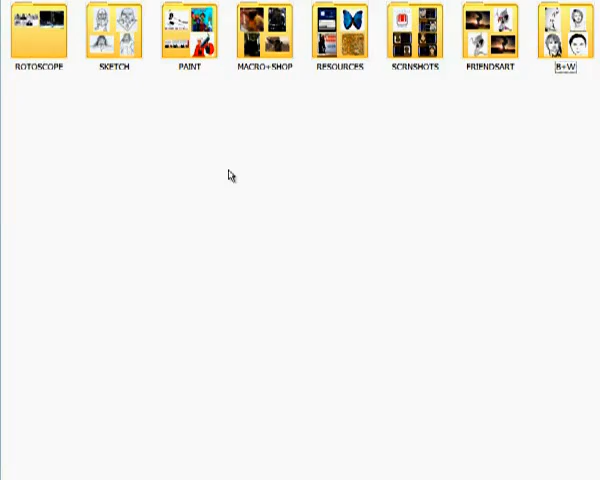 ROTOSCOPE
SKETCH
PAINT
MACRO+SHOP
RESOURCES
SCRNSHOTS
FRIENDSART
B+W